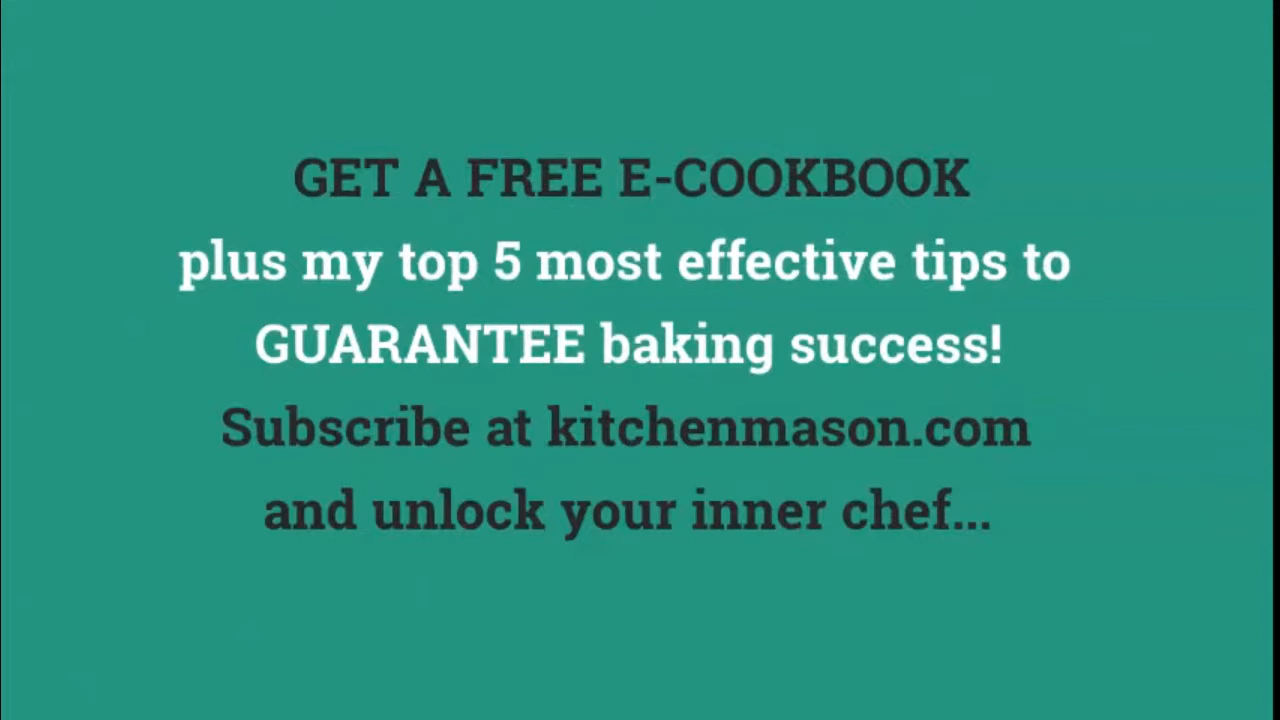 GET A FREE E-COOKBOOK
plus my top 5 most effective tips to
GUARANTEE baking success!
Subscribe at kitchenmason.com
and unlock your inner chef...